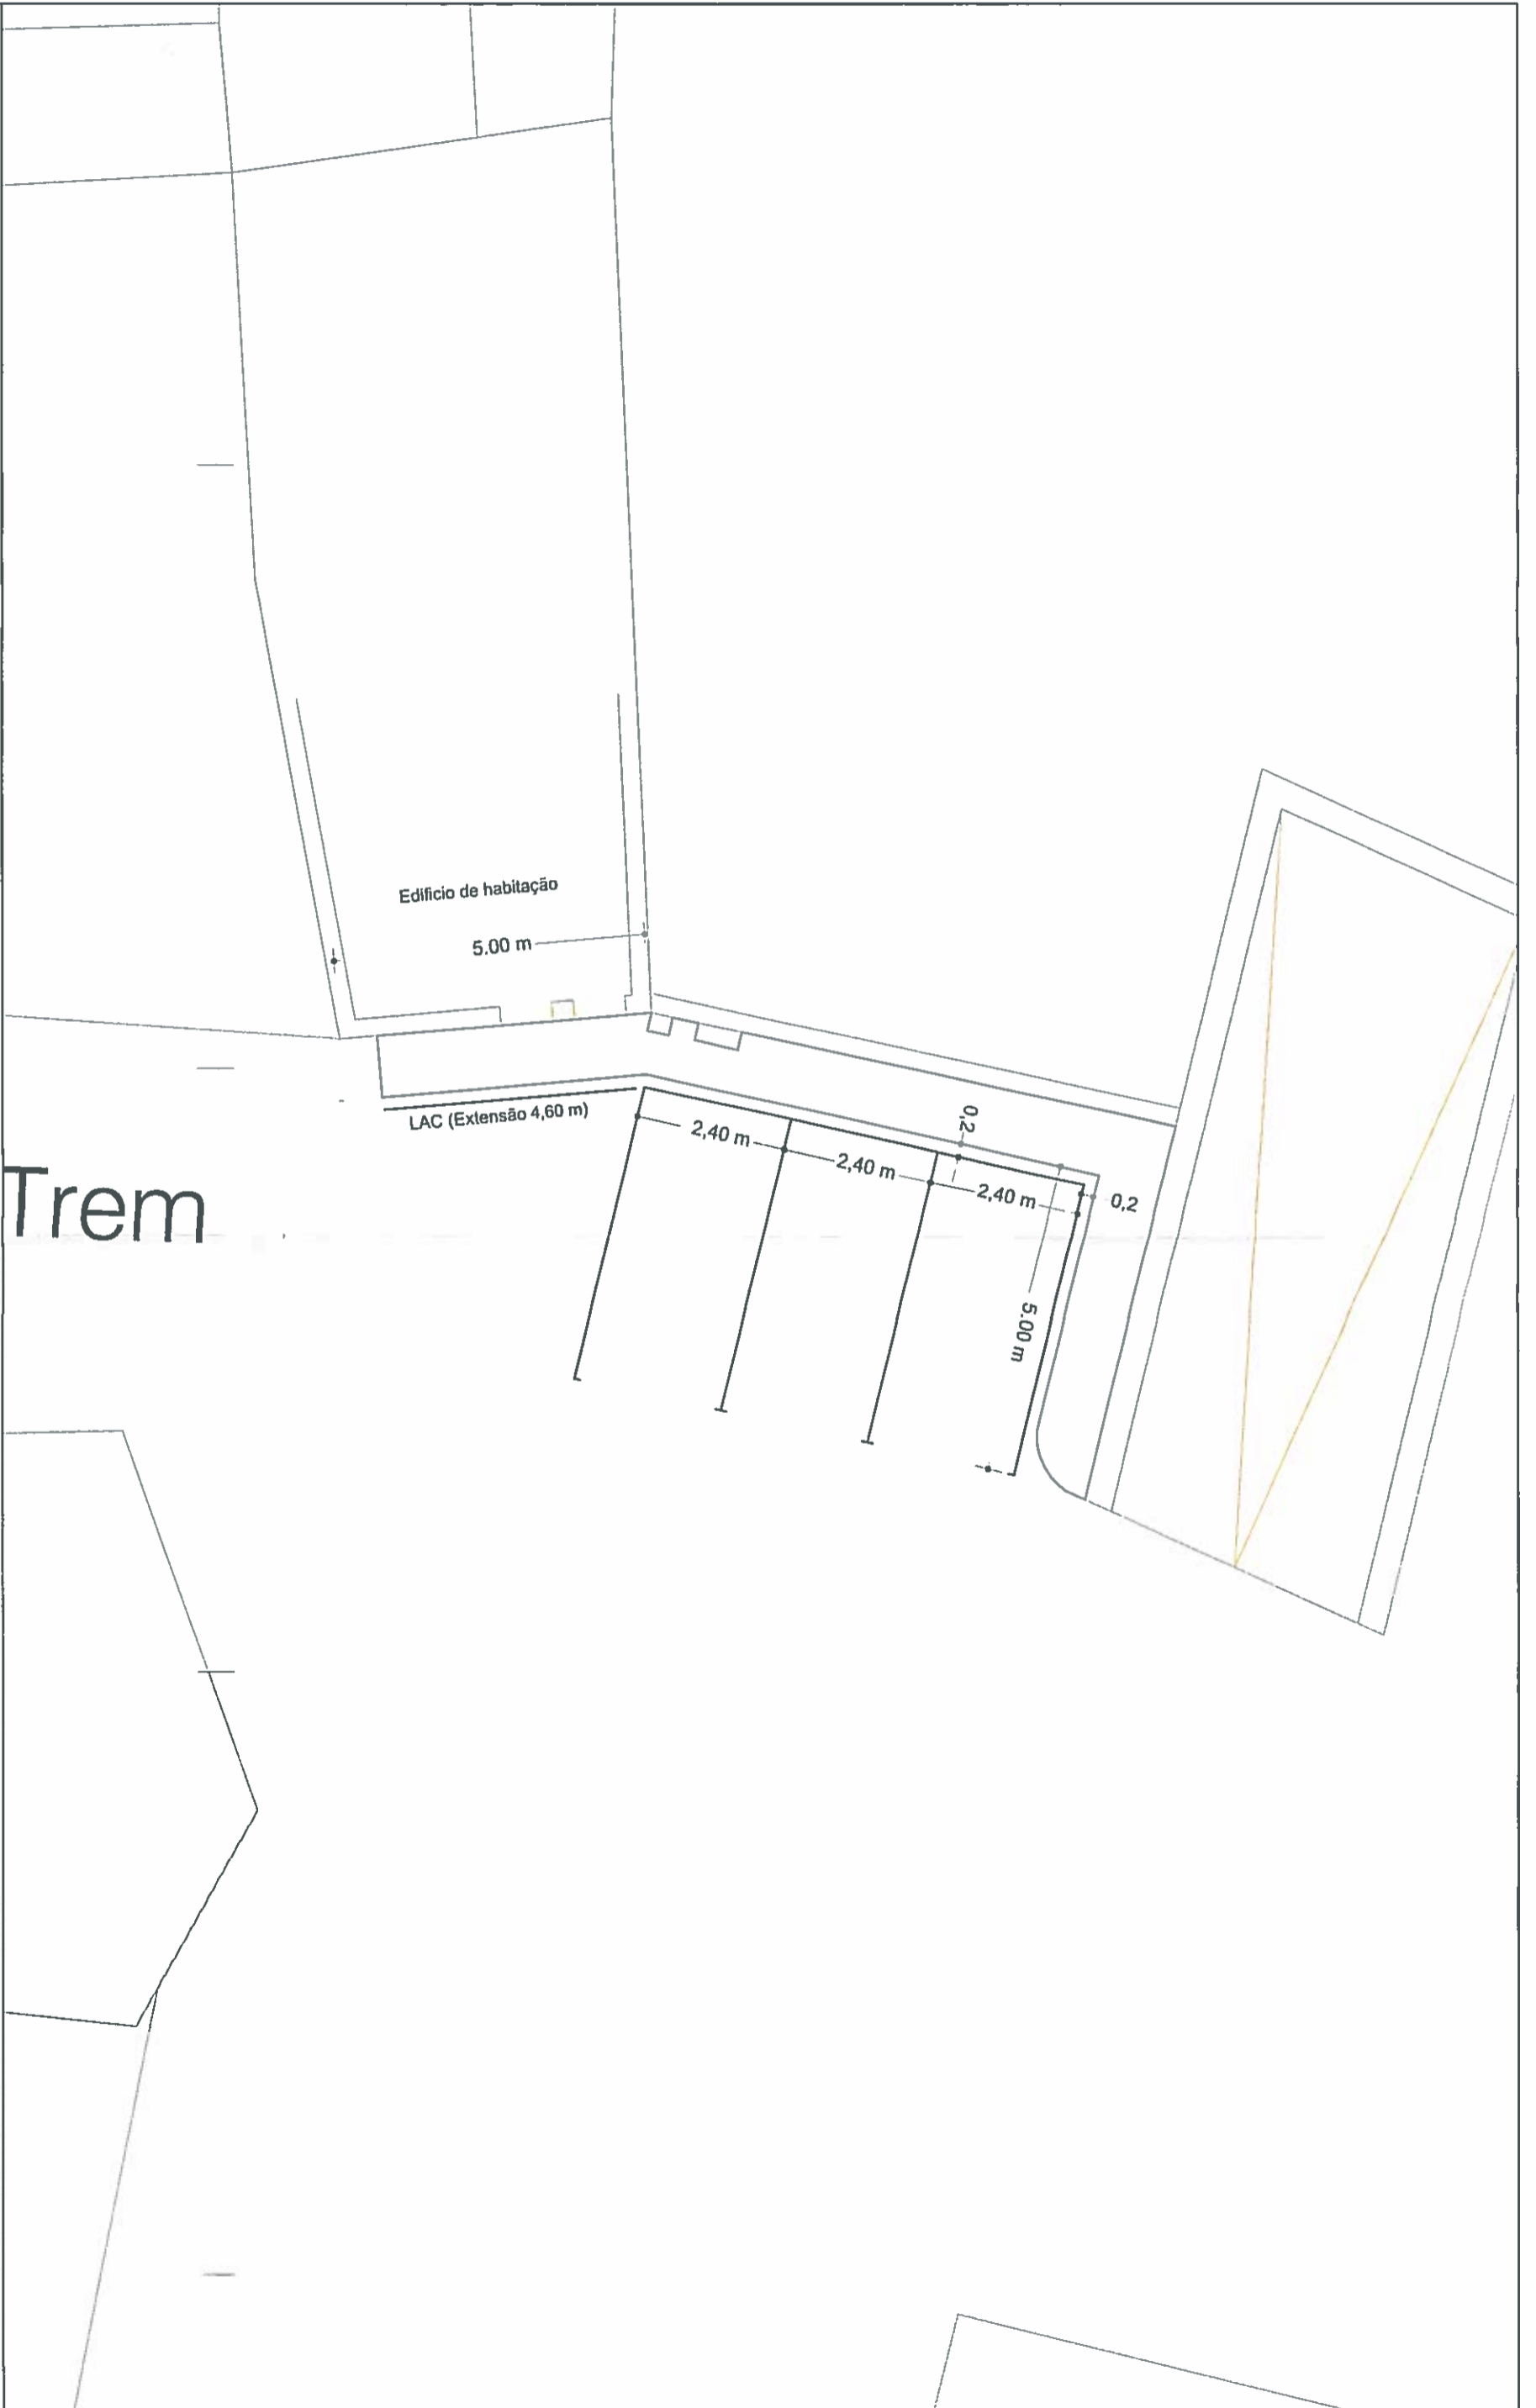 Edificio de habitação
5.00 m
LAC (Extensão 4,60 m)
0,2
2,40 m
2,40 m
2,40 m
0,2
Trem
5.00 m